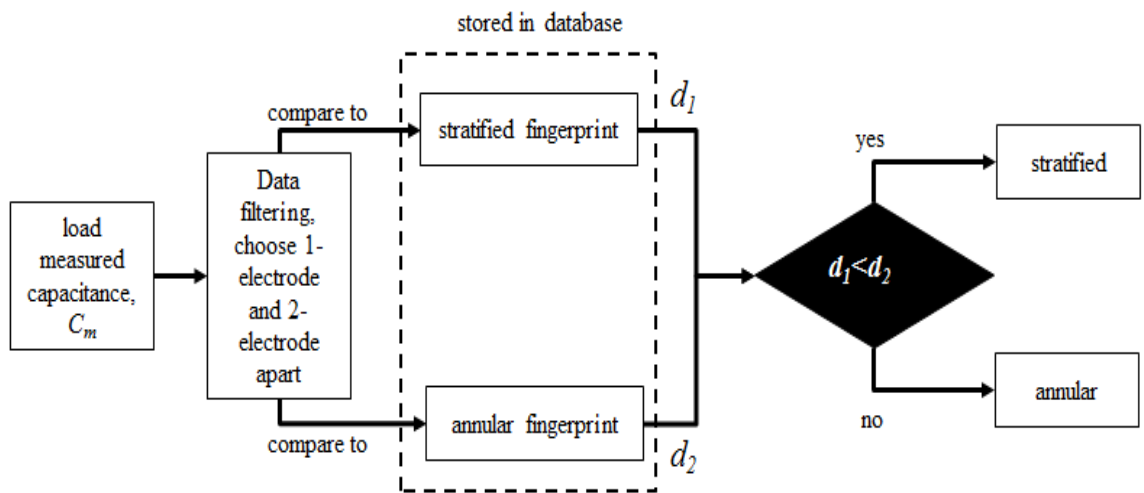 stored in database
compare to
stratified fingerprint
d1
load
measured
capacitance,
Cm
Data
filtering,
choose 1-
electrode
and 2-
electrode
apart
compare to
annular fingerprint
d2
d1<d2
yes
stratified
no
annular